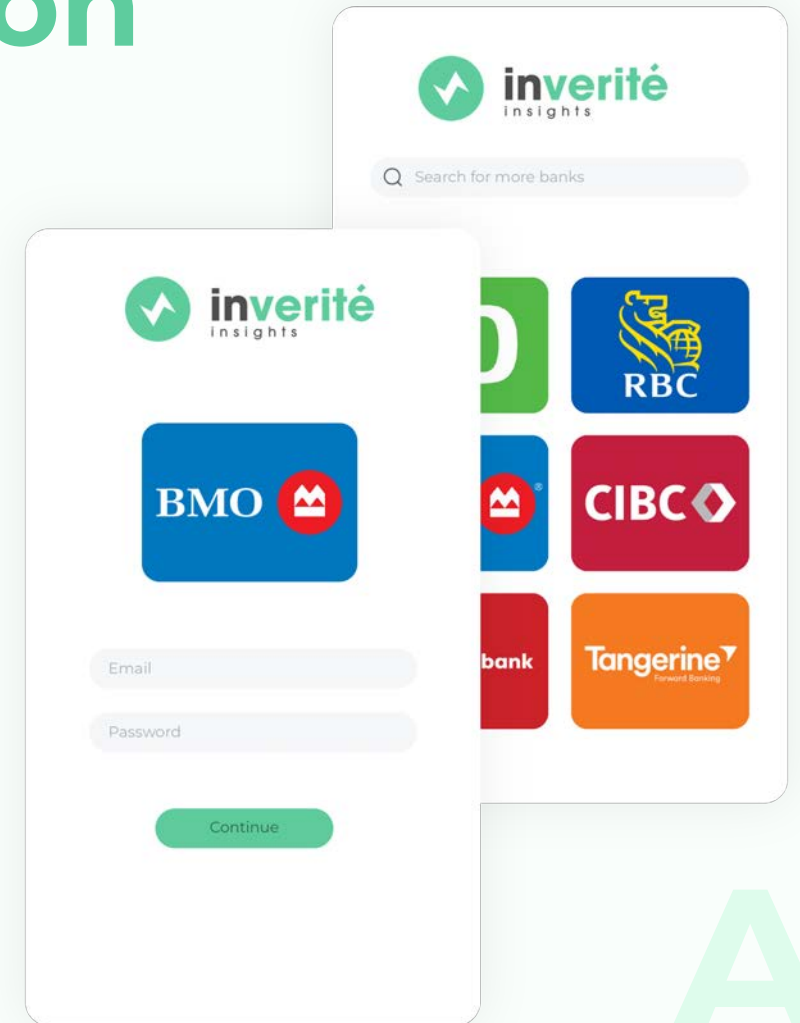 on
inverité
insights
Search for more banks
RBC
®
CIBC
bank
Tangerine
Forward Banking
inverité
insights
BMO
Email
Password
Continue
A